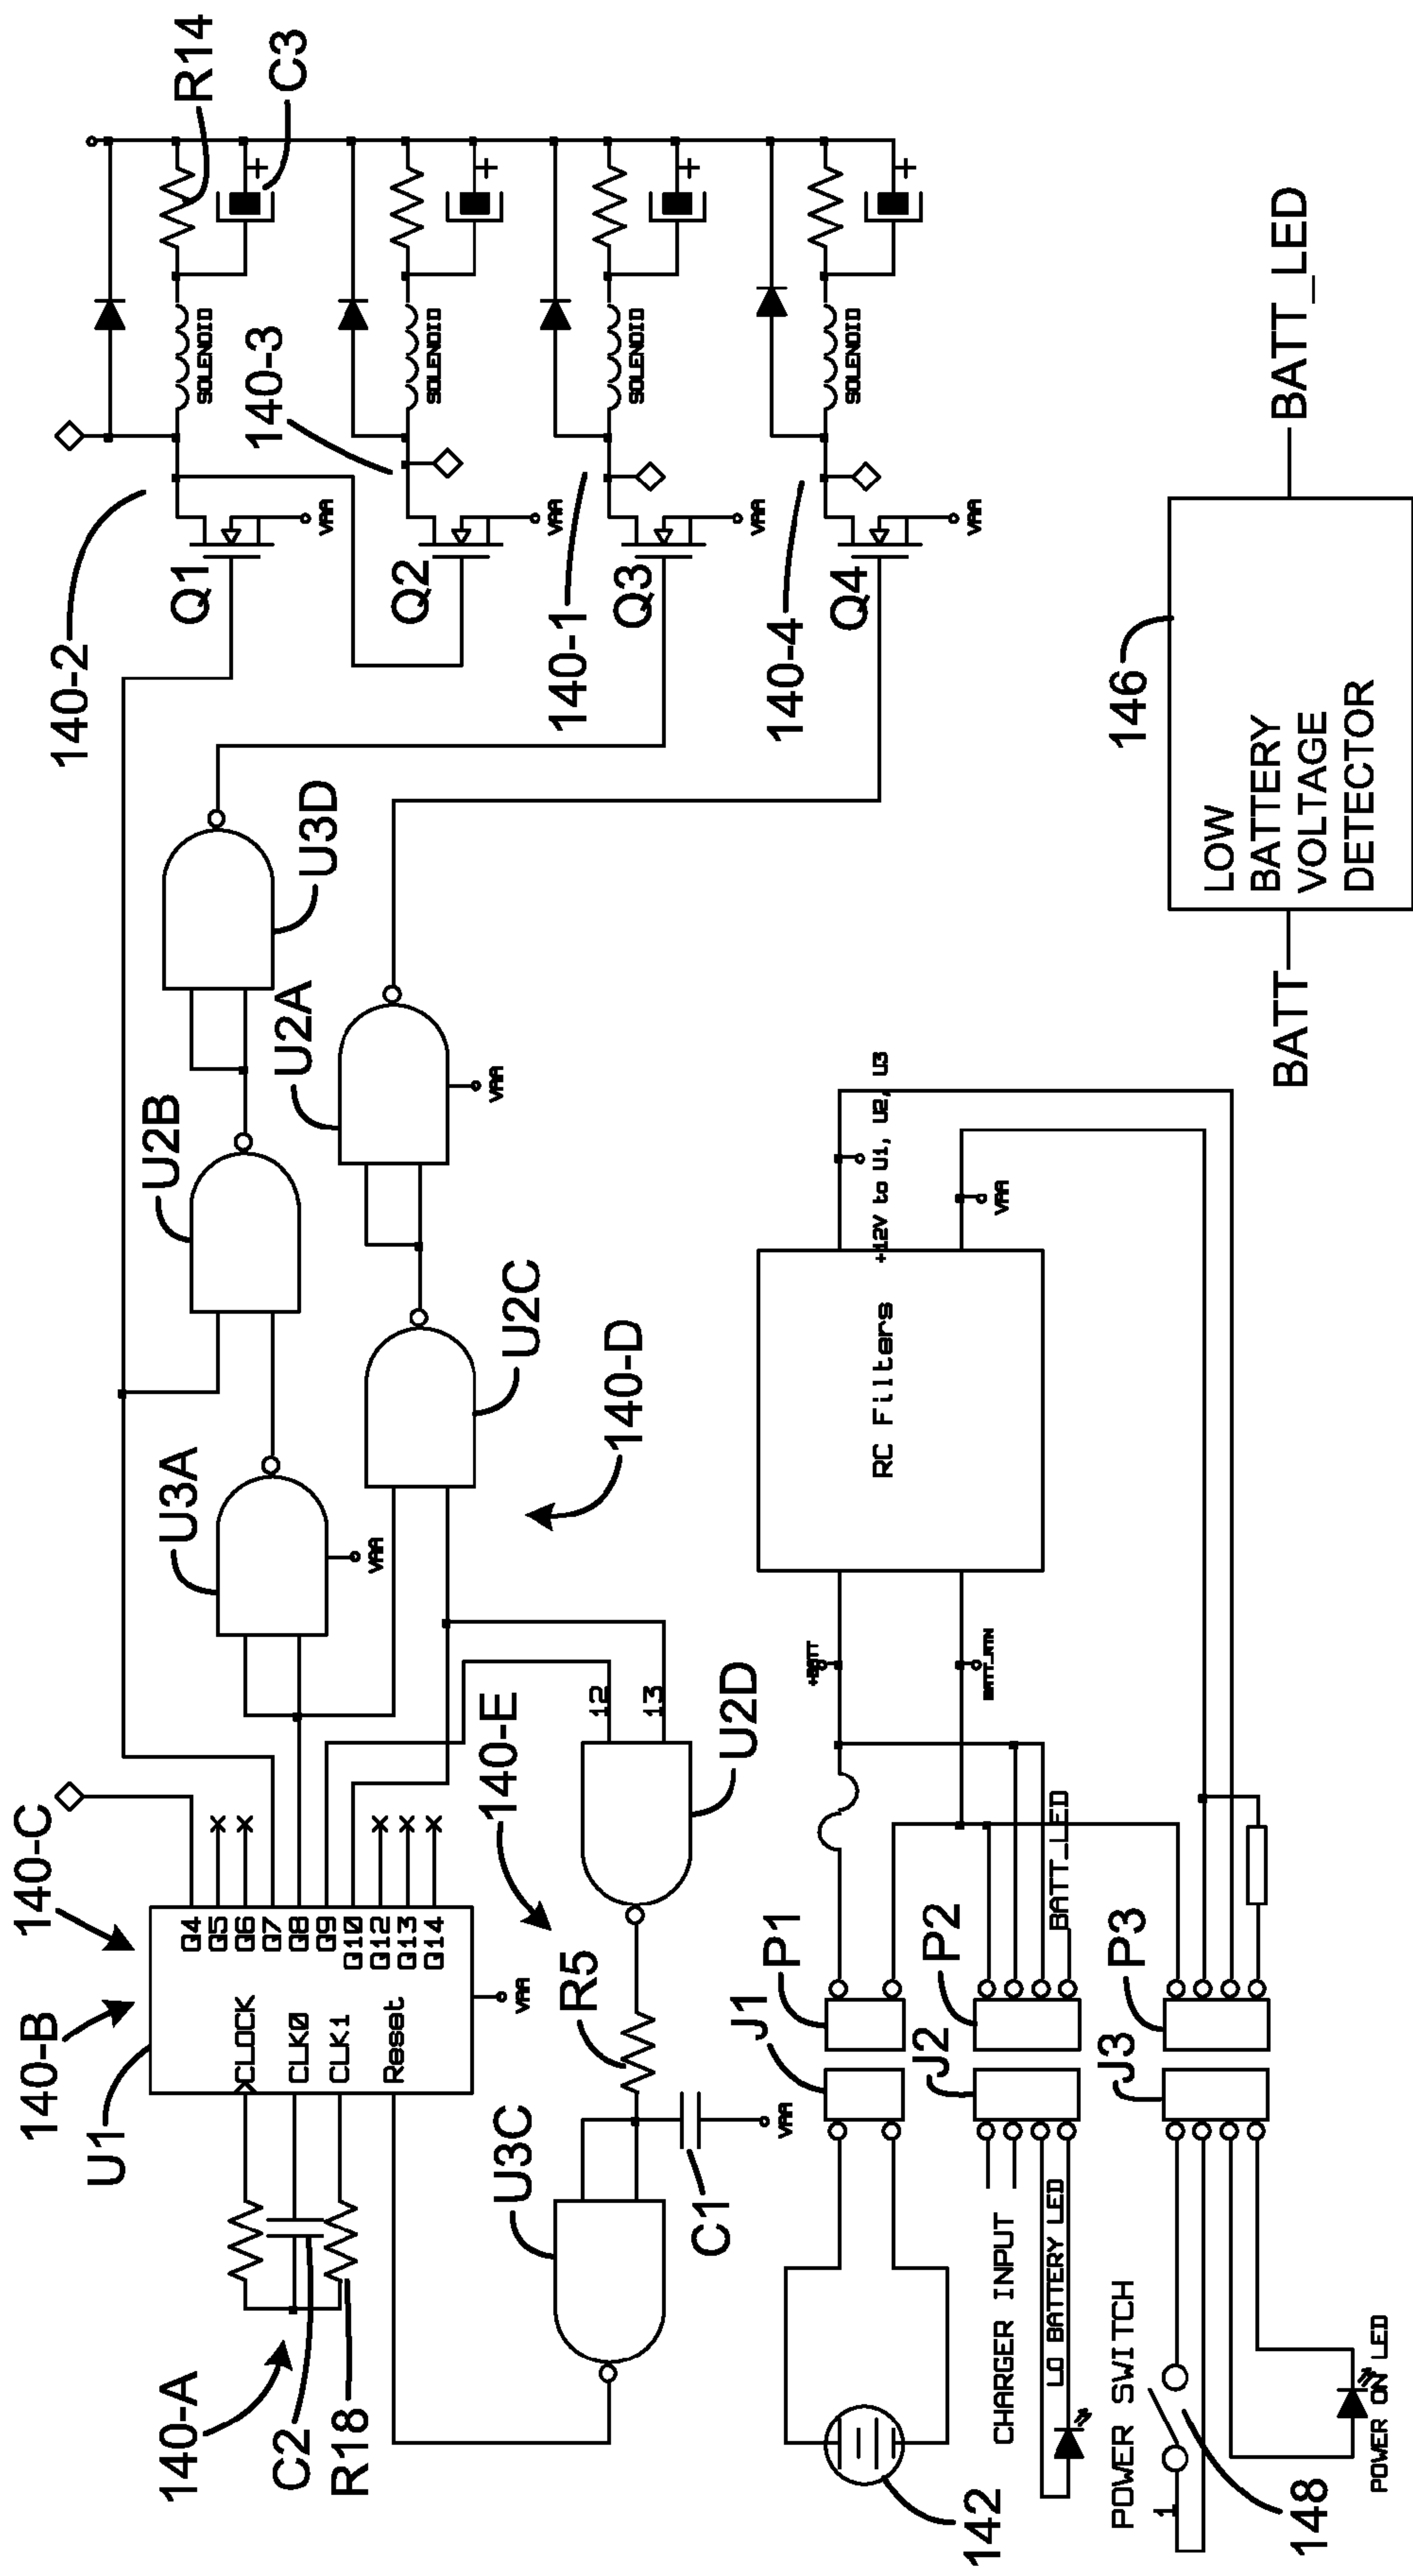 140-A
C2
R18
140-B
140-C
U1
CLOCK
CLK0
CLK1
Reset
Q4
Q5
Q6
Q7
Q8
Q9
Q10
Q12
Q13
Q14
VAA
U3A
VAA
U2B
U3D
U2C
U2A
VAA
140-D
140-E
12
13
U2D
R5
U3C
C1
VAA
140-2
Q1
VAA
SOLENOID
R14
C3
140-3
Q2
VAA
SOLENOID
140-1
Q3
VAA
SOLENOID
140-4
Q4
VAA
SOLENOID
142
J1
P1
+BATT
BATT_RTN
RC Filters
+12V to U1, U2, U3
VAA
CHARGER INPUT
LO BATTERY LED
J2
P2
BATT_LED
POWER SWITCH
1
148
J3
P3
POWER ON LED
BATT
LOW
BATTERY
VOLTAGE
DETECTOR
146
BATT_LED